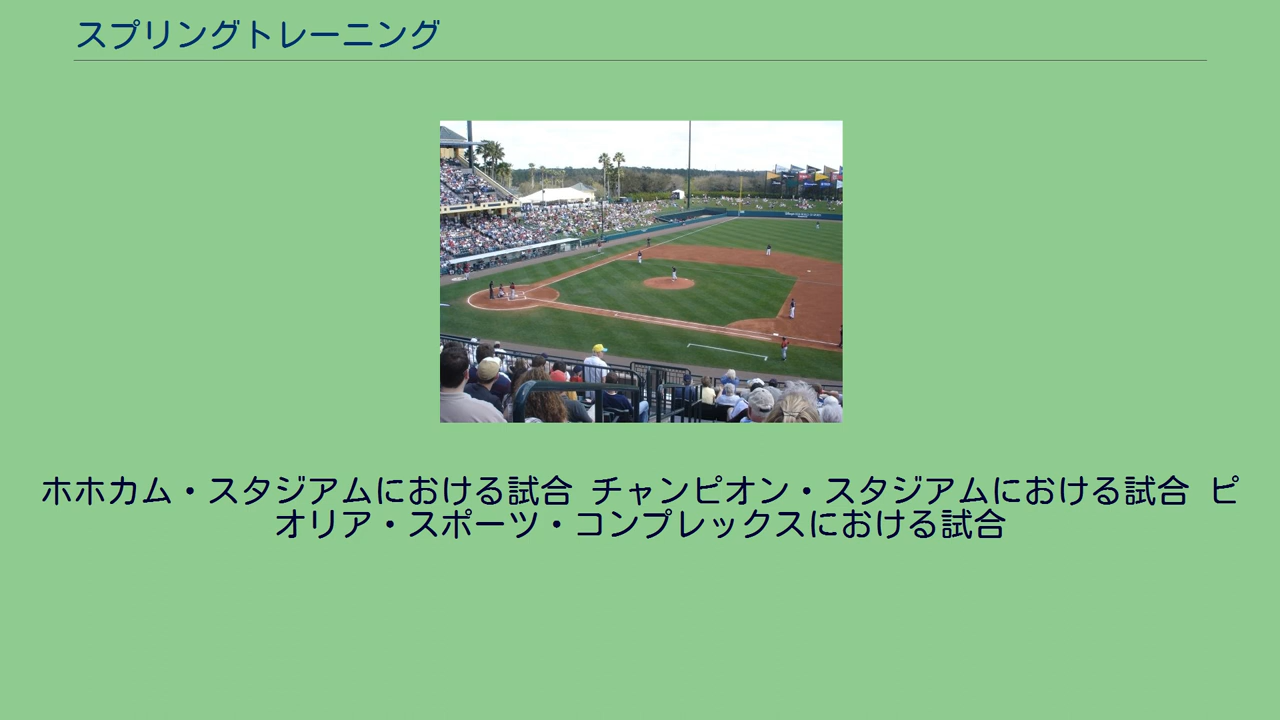 スプリングトレーニング
ホホカム・スタジアムにおける試合 チャンピオン・スタジアムにおける試合 ピ
オリア・スポーツ・コンプレックスにおける試合